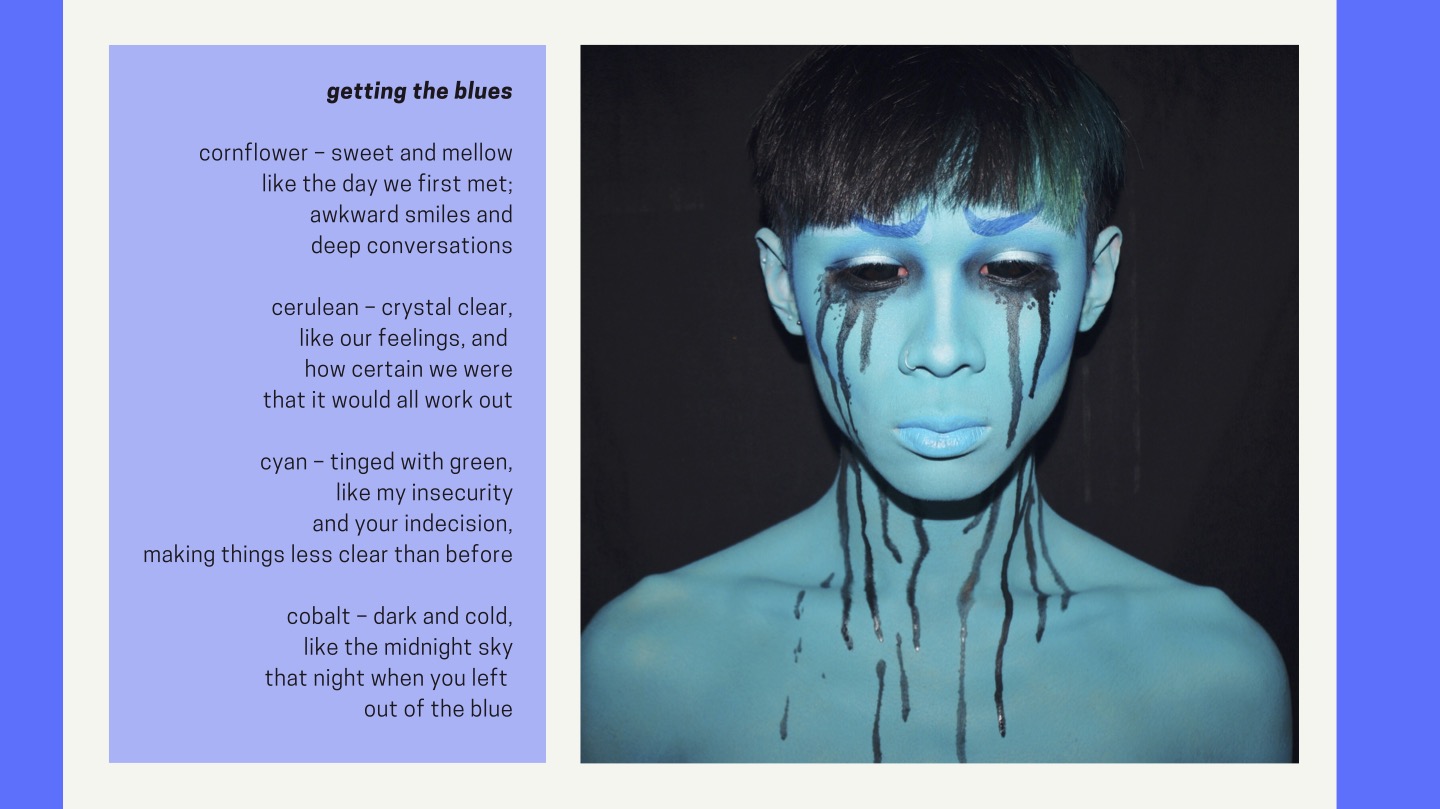 getting the blues
cornflower – sweet and mellow
like the day we first met;
awkward smiles and
deep conversations
cerulean – crystal clear,
like our feelings, and
how certain we were
that it would all work out
cyan – tinged with green,
like my insecurity
and your indecision,
making things less clear than before
cobalt – dark and cold,
like the midnight sky
that night when you left
out of the blue